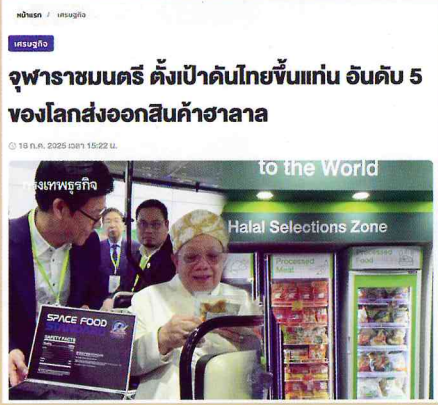 หน้าแรก / เศรษฐกิจ
เศรษฐกิจ
จุฬาราชมนตรี ตั้งเป้าดันไทยขึ้นแท่น อันดับ 5
ของโลกส่งออกสินค้าฮาลาล
16 ก.ค. 2025 เวลา 15:22 น.
to the World
กรุงเทพธุรกิจ
Halal Selections Zone
Processed
Meat
Processed
Food
SPACE FOOD
SAFETY FACTS